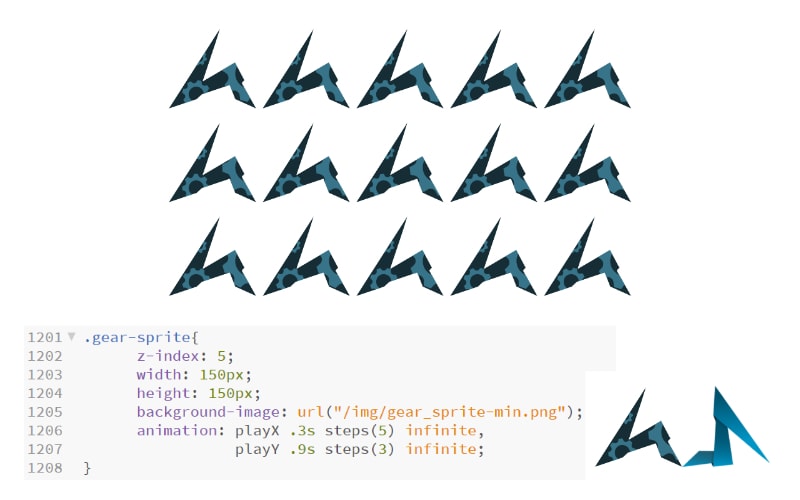 1201 .gear-sprite{
1202 z-index: 5;
1203 width: 150px;
1204 height: 150px;
1205 background-image: url("/img/gear_sprite-min.png");
1206 animation: playX .3s steps(5) infinite,
1207 playY .9s steps(3) infinite;
1208 }